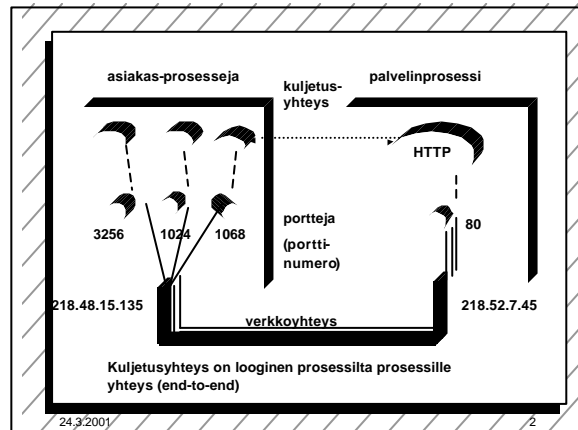 asiakas-prosesseja
kuljetus-
yhteys
palvelinprosessi
HTTP
3256
1024
1068
portteja
(portti-
numero)
80
218.48.15.135
218.52.7.45
verkkoyhteys
Kuljetusyhteys on looginen prosessilta prosessille
yhteys (end-to-end)
24.3.2001
2